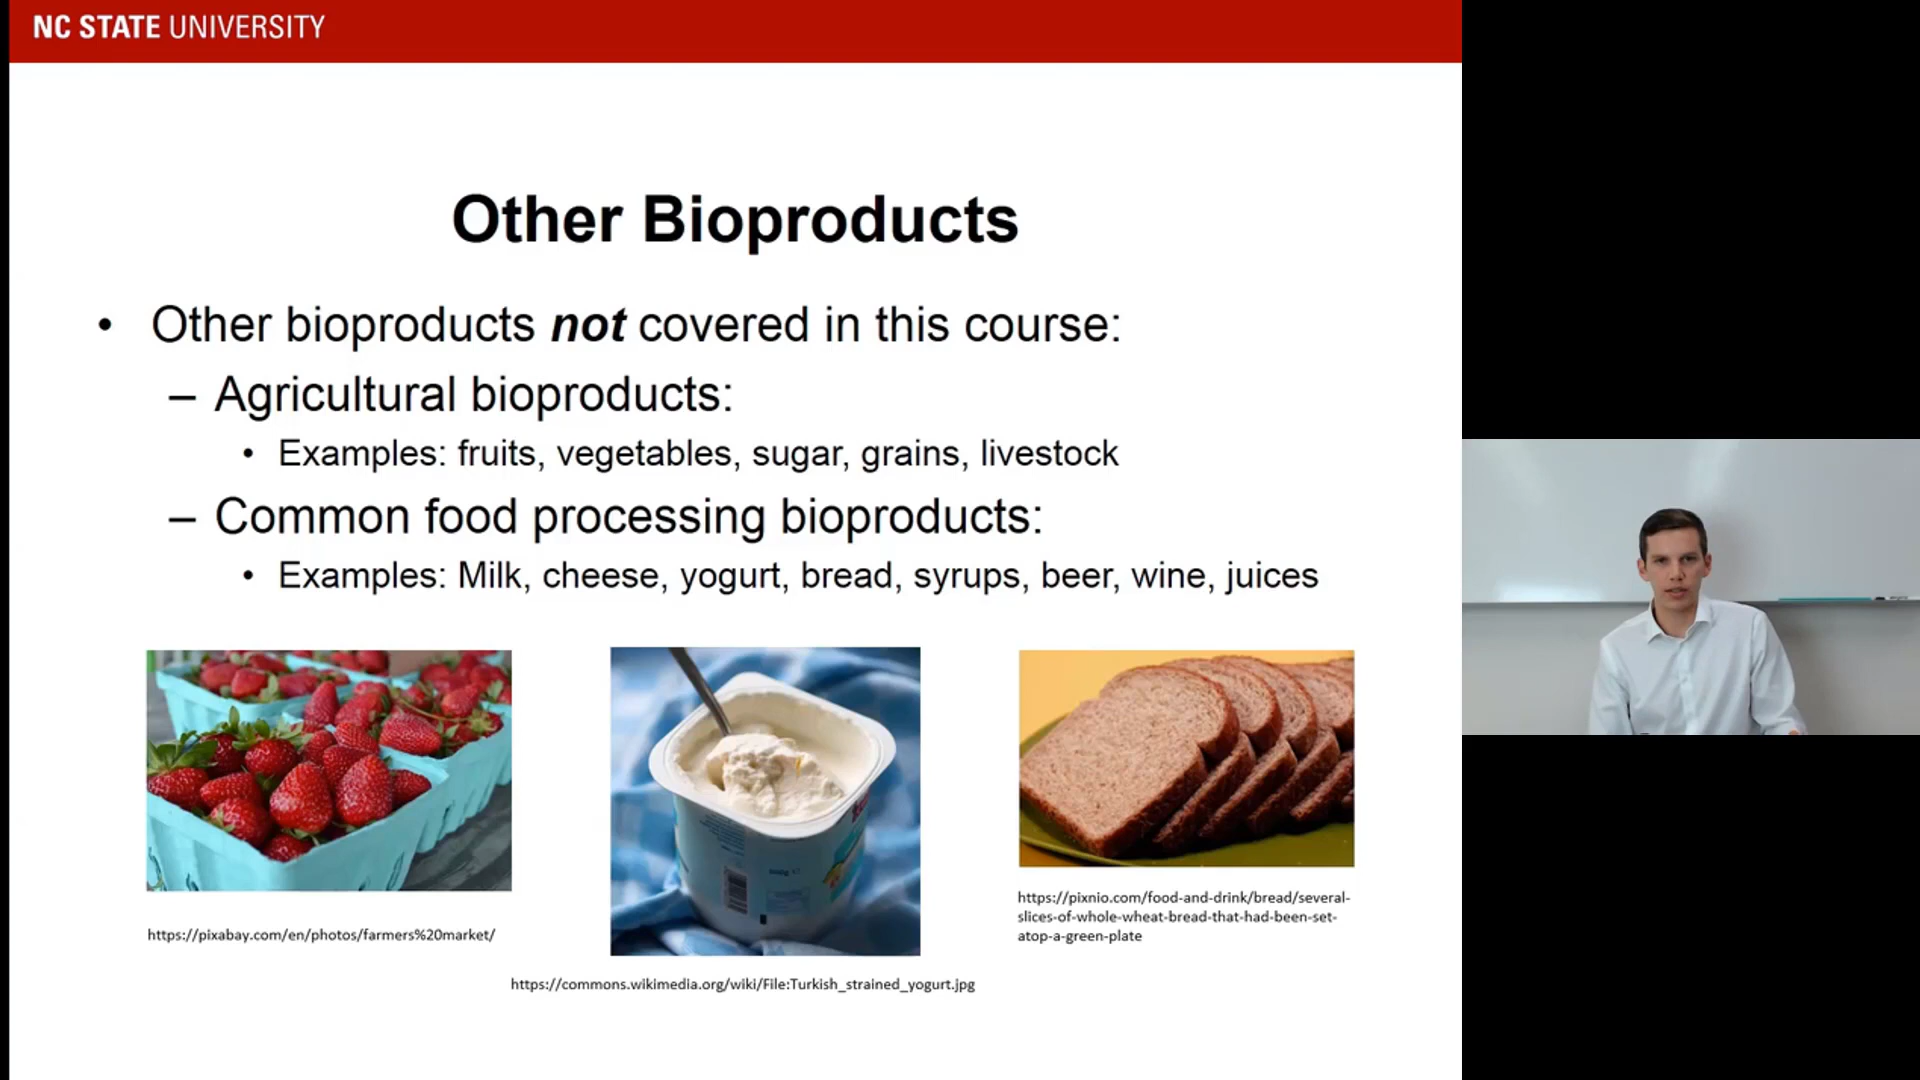 NC STATE UNIVERSITY
Other Bioproducts
• Other bioproducts not covered in this course:
– Agricultural bioproducts:
• Examples: fruits, vegetables, sugar, grains, livestock
– Common food processing bioproducts:
• Examples: Milk, cheese, yogurt, bread, syrups, beer, wine, juices
https://pixabay.com/en/photos/farmers%20market/
https://commons.wikimedia.org/wiki/File:Turkish_strained_yogurt.jpg
https://pixnio.com/food-and-drink/bread/several-
slices-of-whole-wheat-bread-that-had-been-set-
atop-a-green-plate